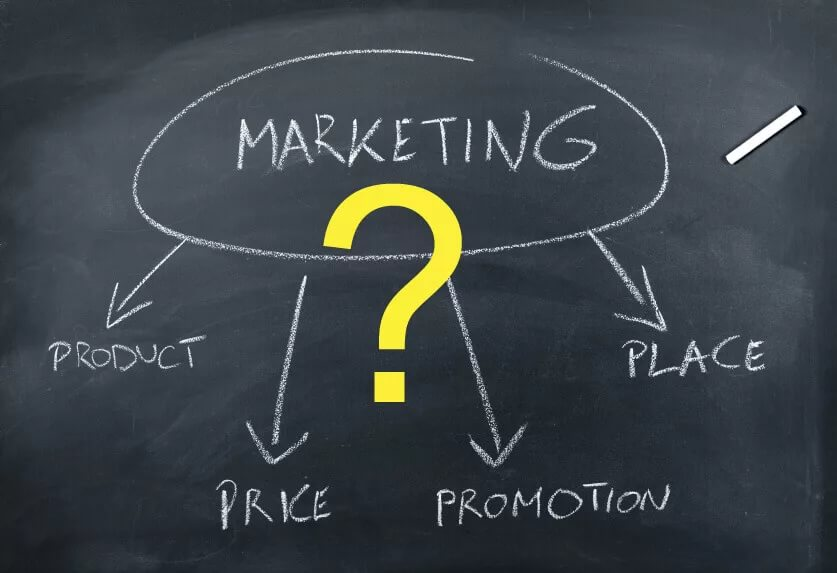 MARKETING
?
PRODUCT
PLACE
PRICE
PROMOTION